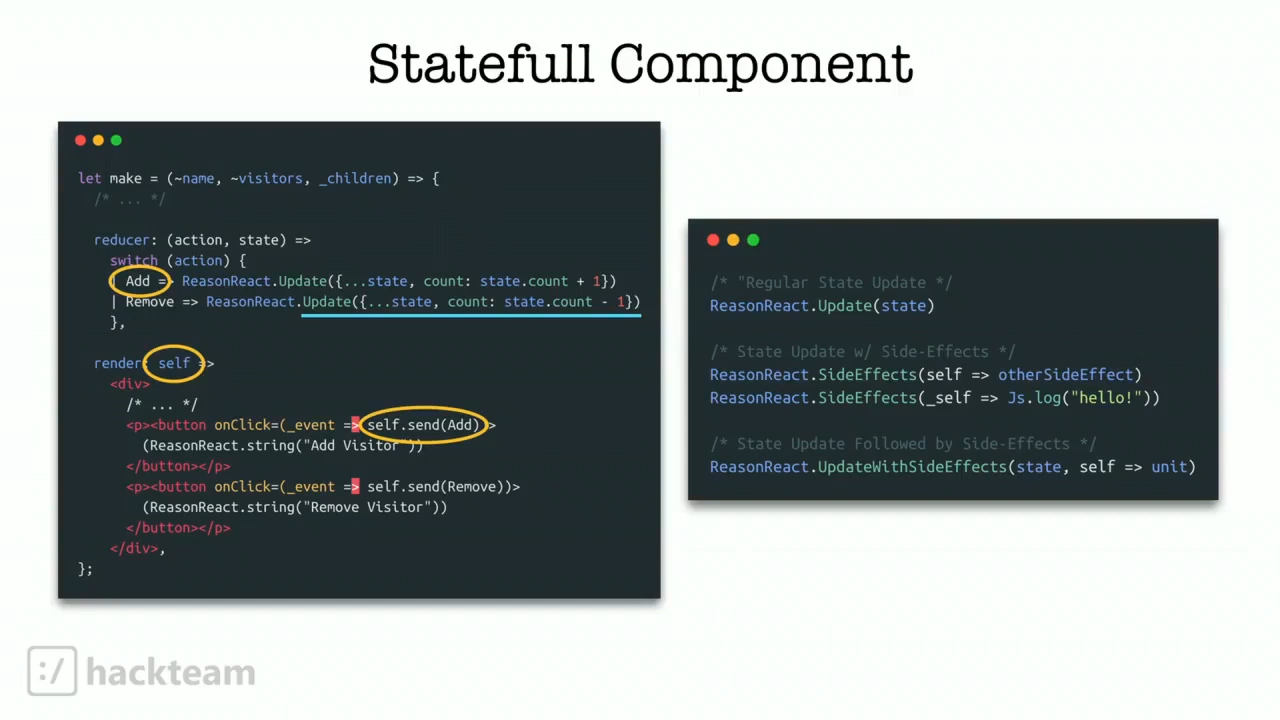 Statefull Component
let make = (~name, ~visitors, _children) => {
/* ... */
reducer: (action, state) =>
switch (action) {
| Add => ReasonReact.Update({...state, count: state.count + 1})
| Remove => ReasonReact.Update({...state, count: state.count - 1})
},
render: self =>
<div>
/* ... */
<p><button onClick=(_event => self.send(Add))>
(ReasonReact.string("Add Visitor"))
</button></p>
<p><button onClick=(_event => self.send(Remove))>
(ReasonReact.string("Remove Visitor"))
</button></p>
</div>,
};
/* "Regular State Update */
ReasonReact.Update(state)
/* State Update w/ Side-Effects */
ReasonReact.SideEffects(self => otherSideEffect)
ReasonReact.SideEffects(_self => Js.log("hello!"))
/* State Update Followed by Side-Effects */
ReasonReact.UpdateWithSideEffects(state, self => unit)
:/ hackteam